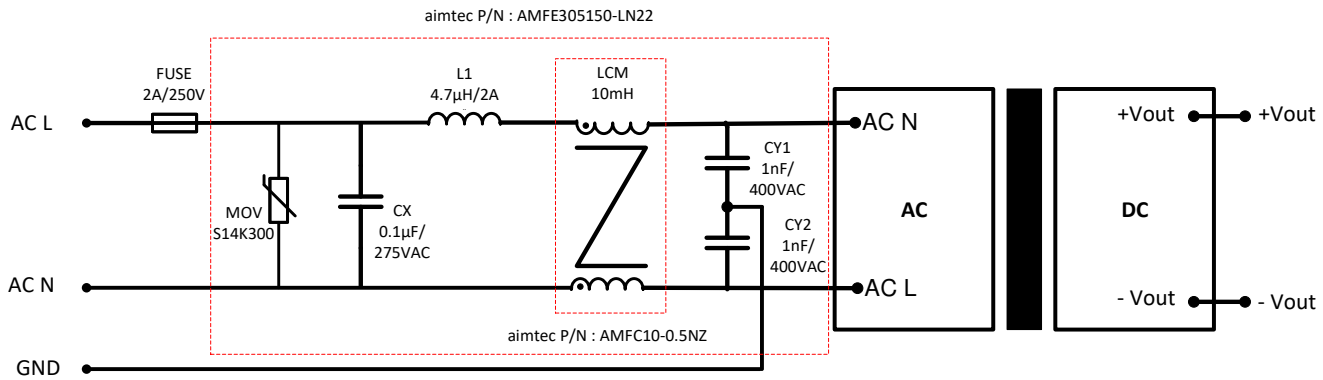 aimtec P/N : AMFE305150-LN22
FUSE
2A/250V
L1
4.7µH/2A
LCM
10mH
AC L
AC N
+Vout
+Vout
CY1
1nF/
400VAC
MOV
S14K300
CX
0.1µF/
275VAC
AC
DC
CY2
1nF/
400VAC
AC N
AC L
- Vout
- Vout
aimtec P/N : AMFC10-0.5NZ
GND